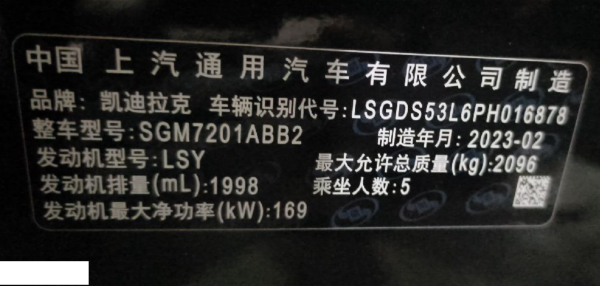 中国 上汽通用汽车有限公司制造
品牌: 凯迪拉克 车辆识别代号:LSGDS53L6PH016878
整车型号:SGM7201ABB2 制造年月:2023-02
发动机型号:LSY 最大允许总质量(kg):2096
发动机排量(mL):1998 乘坐人数:5
发动机最大净功率(kW):169